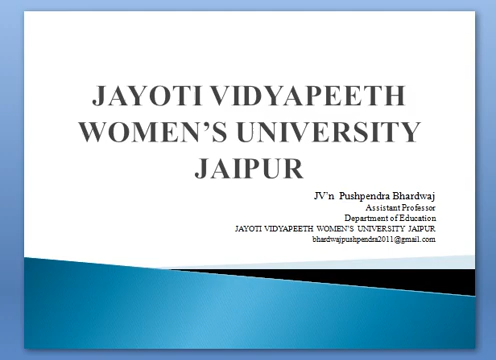 JAYOTI VIDYAPEETH
WOMEN’S UNIVERSITY
JAIPUR
JV’n Pushpendra Bhardwaj
Assistant Professor
Department of Education
JAYOTI VIDYAPEETH WOMEN’S UNIVERSITY JAIPUR
bhardwajpushpendra2011@gmail.com